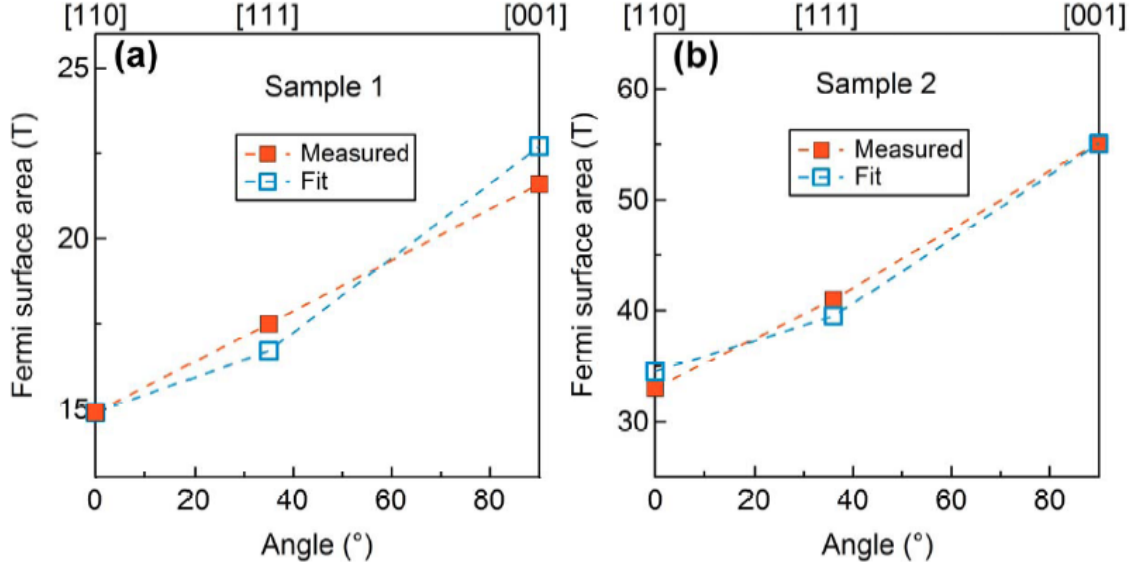 [110] [111] [001]
(a)
Sample 1
Measured
Fit
25
20
15
Fermi surface area (T)
0 20 40 60 80
Angle (°)
[110] [111] [001]
(b)
Sample 2
Measured
Fit
60
50
40
30
Fermi surface area (T)
0 20 40 60 80
Angle (°)